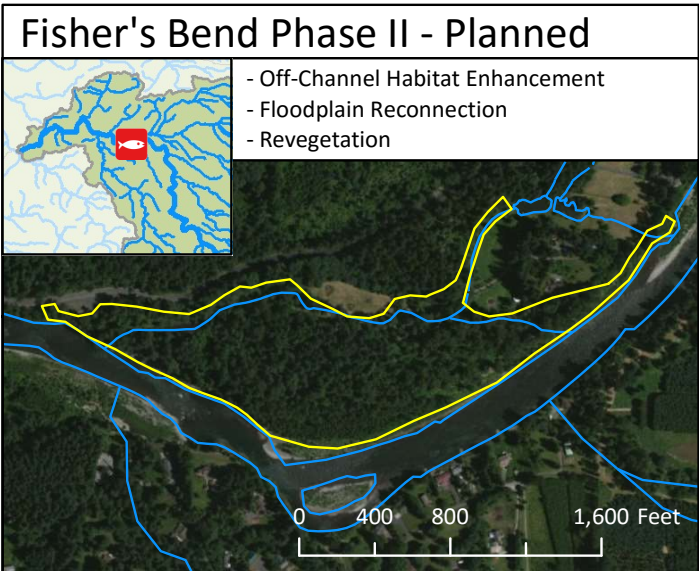 Fisher's Bend Phase II - Planned
- Off-Channel Habitat Enhancement
- Floodplain Reconnection
- Revegetation
0 400 800 1,600 Feet